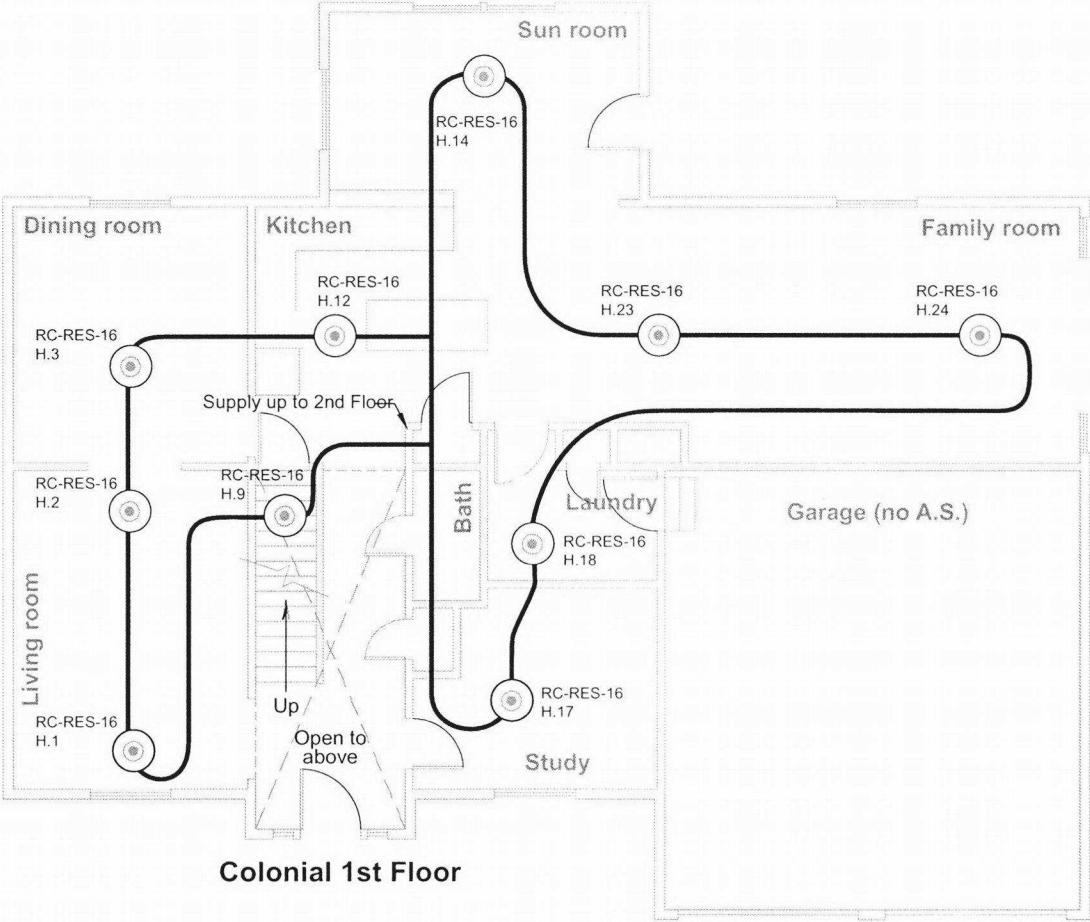 Sun room
RC-RES-16
H.14
Dining room
Kitchen
Family room
RC-RES-16
H.12
RC-RES-16
H.23
RC-RES-16
H.24
RC-RES-16
H.3
Supply up to 2nd Floor
RC-RES-16
H.9
RC-RES-16
H.2
Bath
Laundry
Garage (no A.S.)
RC-RES-16
H.18
Living room
RC-RES-16
H.17
Up
RC-RES-16
H.1
Open to
above
Study
Colonial 1st Floor